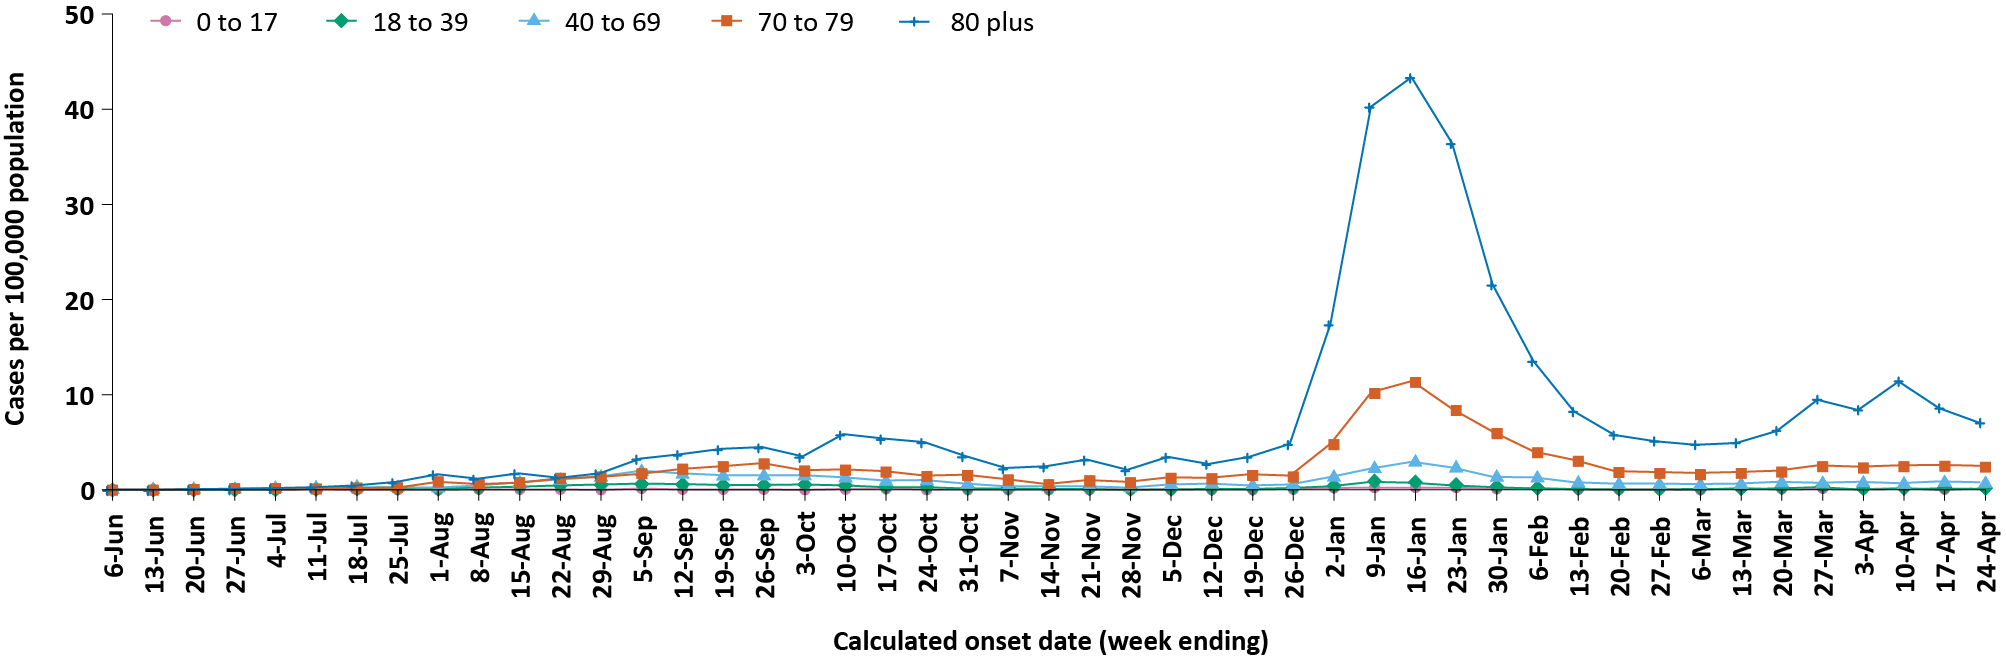 0 to 17 18 to 39 40 to 69 70 to 79 80 plus
Cases per 100,000 population
50
40
30
20
10
0
6-Jun 13-Jun 20-Jun 27-Jun 4-Jul 11-Jul 18-Jul 25-Jul 1-Aug 8-Aug 15-Aug 22-Aug 29-Aug 5-Sep 12-Sep 19-Sep 26-Sep 3-Oct 10-Oct 17-Oct 24-Oct 31-Oct 7-Nov 14-Nov 21-Nov 28-Nov 5-Dec 12-Dec 19-Dec 26-Dec 2-Jan 9-Jan 16-Jan 23-Jan 30-Jan 6-Feb 13-Feb 20-Feb 27-Feb 6-Mar 13-Mar 20-Mar 27-Mar 3-Apr 10-Apr 17-Apr 24-Apr
Calculated onset date (week ending)